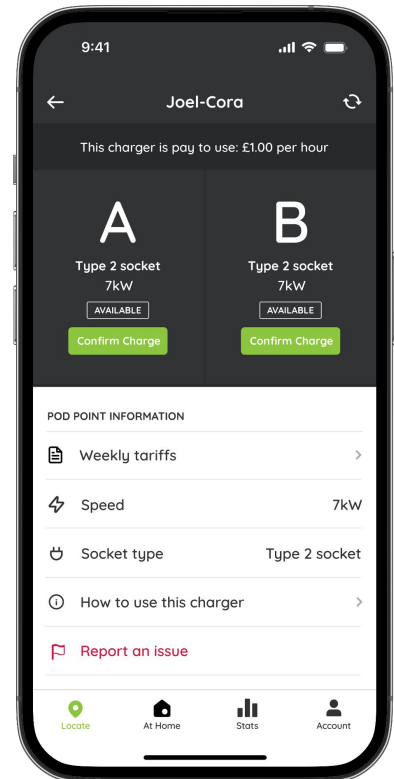 9:41
Joel-Cora
This charger is pay to use: £1.00 per hour
A
Type 2 socket
7kW
AVAILABLE
Confirm Charge
B
Type 2 socket
7kW
AVAILABLE
Confirm Charge
POD POINT INFORMATION
Weekly tariffs
Speed 7kW
Socket type Type 2 socket
How to use this charger
Report an issue
Locate At Home Stats Account